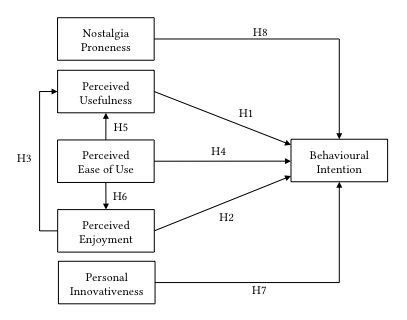 Nostalgia
Proneness
H8
Perceived
Usefulness
H1
H5
Perceived
Ease of Use
H4
Behavioural
Intention
H3
H6
Perceived
Enjoyment
H2
Personal
Innovativeness
H7